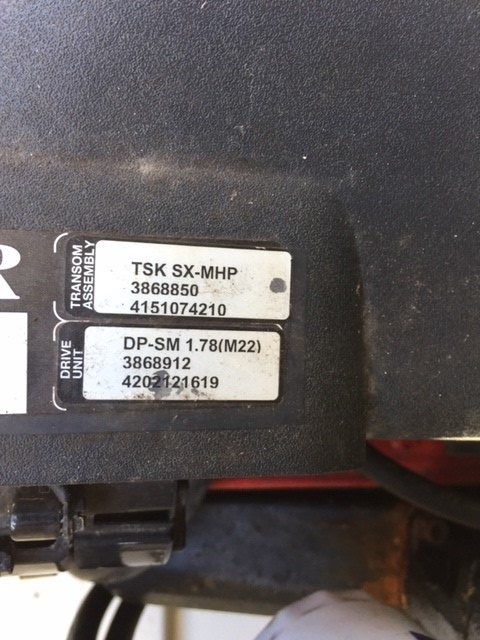 R
TRANSOM
ASSEMBLY
TSK SX-MHP
3868850
4151074210
DRIVE
UNIT
DP-SM 1.78(M22)
3868912
4202121619